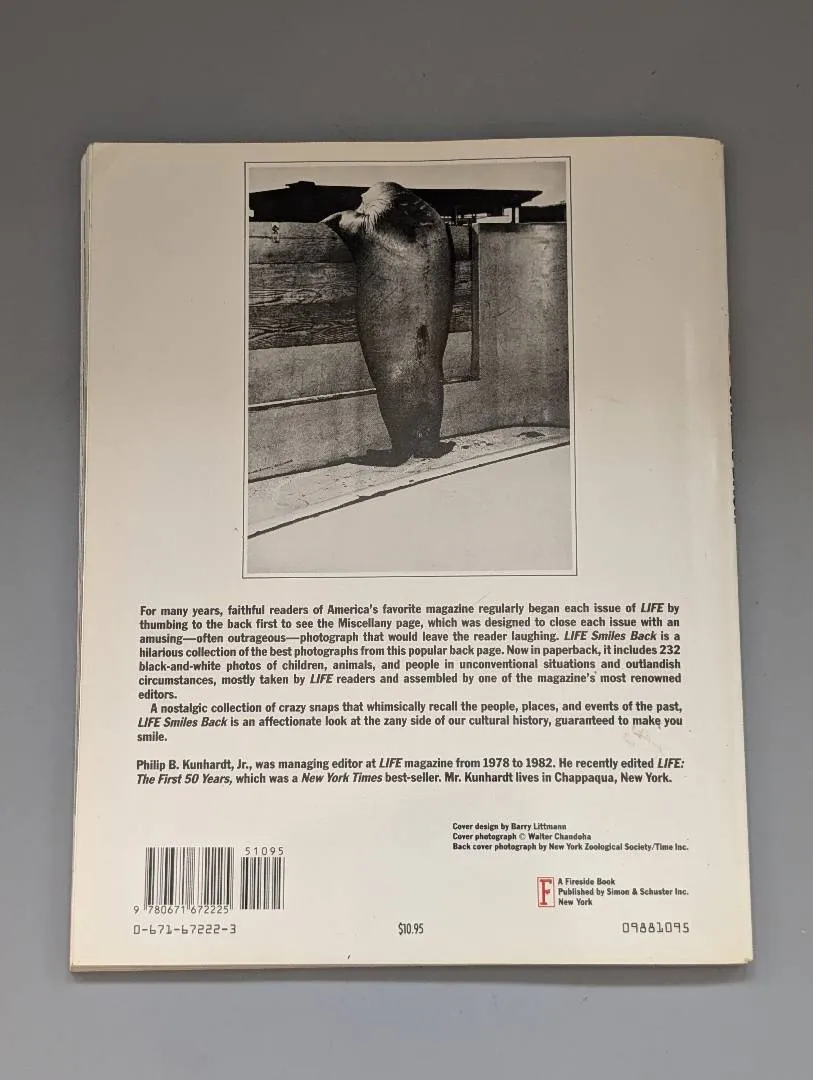 For many years, faithful readers of America's favorite magazine regularly began each issue of LIFE by
thumbing to the back first to see the Miscellany page, which was designed to close each issue with an
amusing—often outrageous—photograph that would leave the reader laughing. LIFE Smiles Back is a
hilarious collection of the best photographs from this popular back page. Now in paperback, it includes 232
black-and-white photos of children, animals, and people in unconventional situations and outlandish
circumstances, mostly taken by LIFE readers and assembled by one of the magazine's most renowned
editors.
A nostalgic collection of crazy snaps that whimsically recall the people, places, and events of the past,
LIFE Smiles Back is an affectionate look at the zany side of our cultural history, guaranteed to make you
smile.
Philip B. Kunhardt, Jr., was managing editor at LIFE magazine from 1978 to 1982. He recently edited LIFE:
The First 50 Years, which was a New York Times best-seller. Mr. Kunhardt lives in Chappaqua, New York.
Cover design by Barry Littmann
Cover photograph © Walter Chandoha
Back cover photograph by New York Zoological Society/Time Inc.
51095
9 780671 672225
F
A Fireside Book
Published by Simon & Schuster Inc.
New York
0-671-67222-3
$10.95
09881095